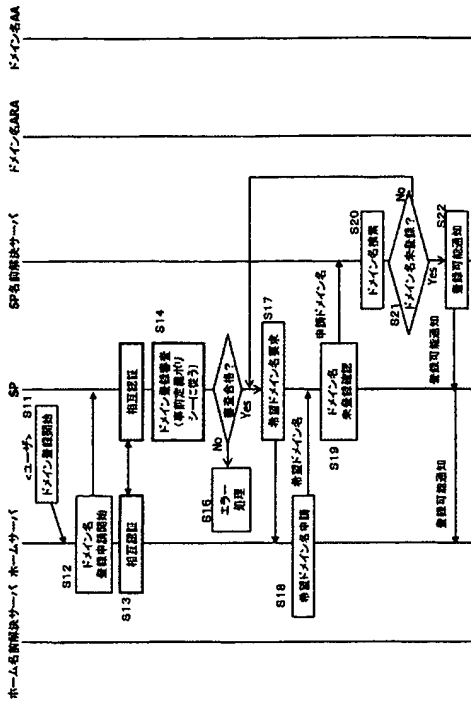 ホーム名前解決サーバ
ホームサーバ
SP
SP名前解決サーバ
ドメイン名ARA
ドメイン名AA
<ユーザ>
S11
ドメイン登録開始
S12
ドメイン名
登録申請開始
S13
相互認証
相互認証
S14
ドメイン登録審査
(事前定義ポリ
シーに従う)
審査合格?
No
Yes
S16
エラー
処理
S17
希望ドメイン名要求
S18
希望ドメイン名申請
希望ドメイン名
S19
ドメイン名
未登録確認
申請ドメイン名
S20
ドメイン名検索
S21
ドメイン名未登録?
No
Yes
S22
登録可能通知
登録可能通知
登録可能通知